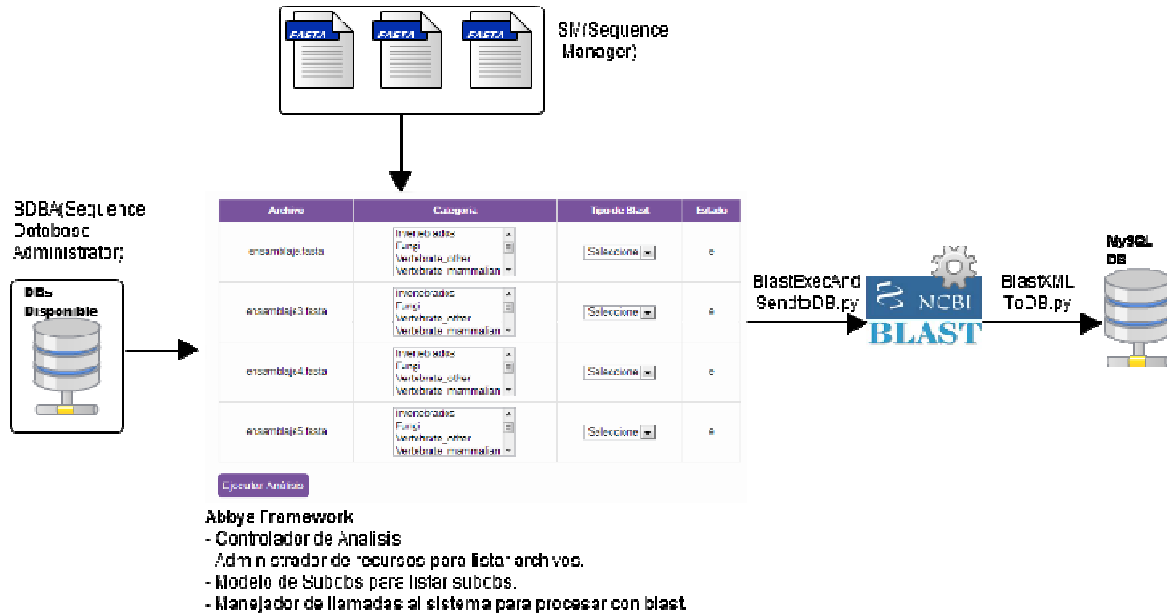 FASTA FASTA FASTA
SM(Sequence
Manager)
SDBA(Sequence
Database
Administrator)
DBs
Disponible
Archivo Categoria Tipo de Blast Estado
ensamblaje.fasta Invertebrados Seleccione e
Fungi
Vertebrate_other
Vertebrate_mammalian
ensamblaje3.fasta Invertebrados Seleccione e
Fungi
Vertebrate_other
Vertebrate_mammalian
ensamblaje4.fasta Invertebrados Seleccione e
Fungi
Vertebrate_other
Vertebrate_mammalian
ensamblaje5.fasta Invertebrados Seleccione e
Fungi
Vertebrate_other
Vertebrate_mammalian
Ejecutar Análisis
BlastExecAnd
SendtoDB.py
NCBI
BLAST
BlastXML
ToDB.py
MySQL
DB
Abbys Framework
- Controlador de Analisis
Administrador de recursos para listar archivos.
- Modelo de Subdbs para listar subdbs.
- Manejador de llamadas al sistema para procesar con blast.